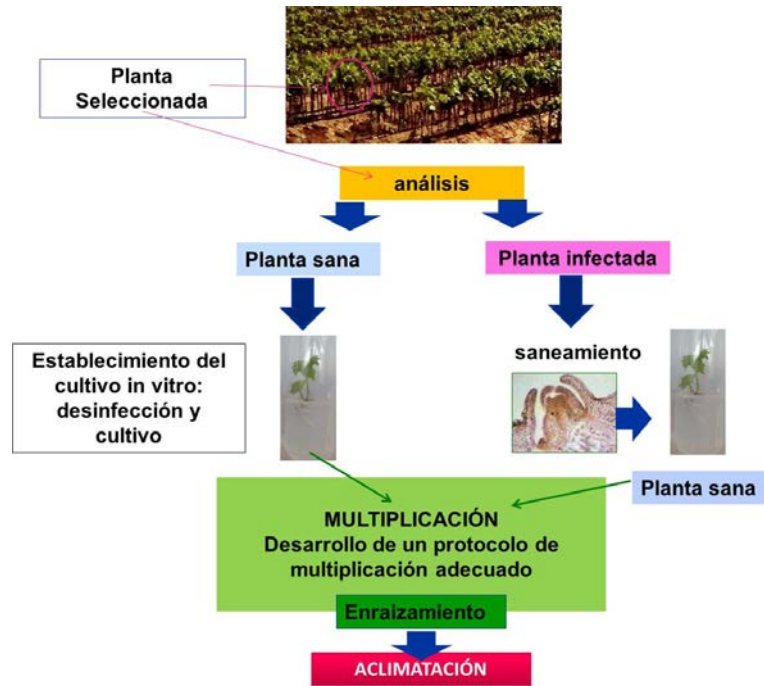 Planta
Seleccionada
análisis
Planta sana
Planta infectada
Establecimiento del
cultivo in vitro:
desinfección y
cultivo
saneamiento
Planta sana
MULTIPLICACIÓN
Desarrollo de un protocolo de
multiplicación adecuado
Enraizamiento
ACLIMATACIÓN